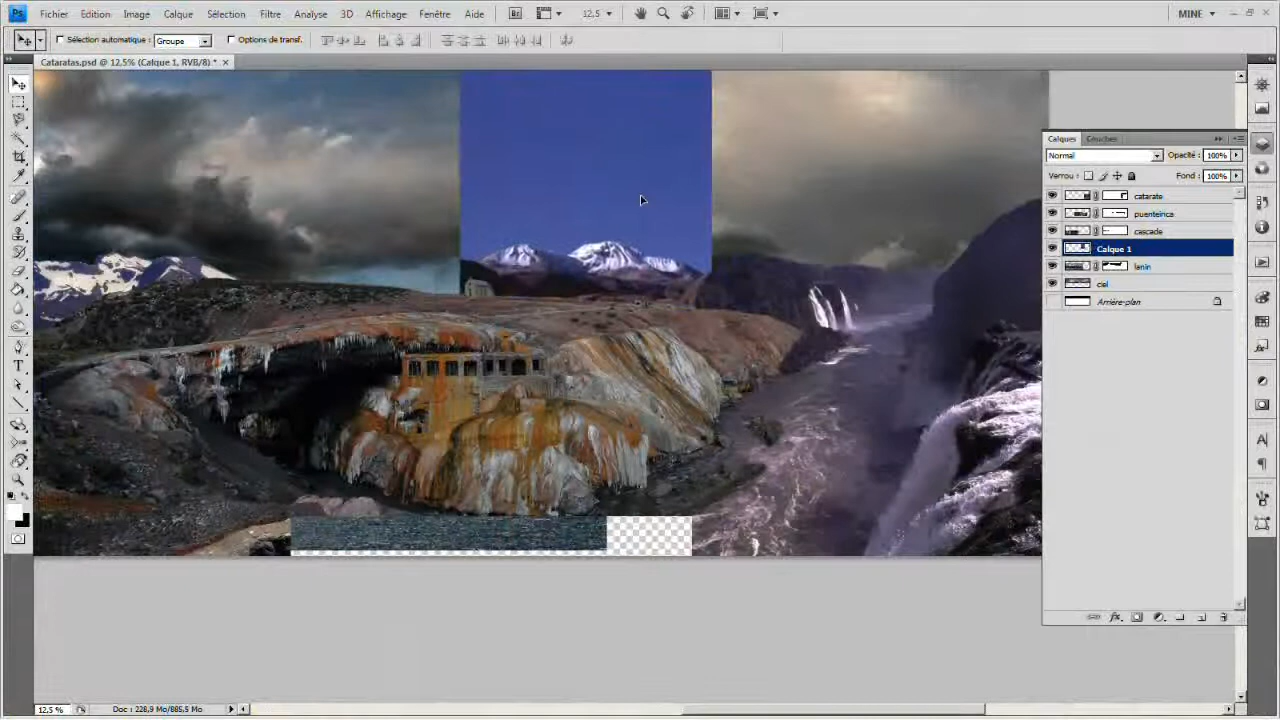 Ps Fichier Edition Image Calque Sélection Filtre Analyse 3D Affichage Fenêtre Aide Br 12,5 MINE
Sélection automatique : Groupe Options de transf.
Cataratas.psd @ 12,5% (Calque 1, RVB/8) * x
Calques Couches
Normal Opacité : 100%
Verrou : Fond : 100%
catarate
puenteinca
cascade
Calque 1
lanin
ciel
Arrière-plan
12,5 % Doc : 228,9 Mo/885,5 Mo